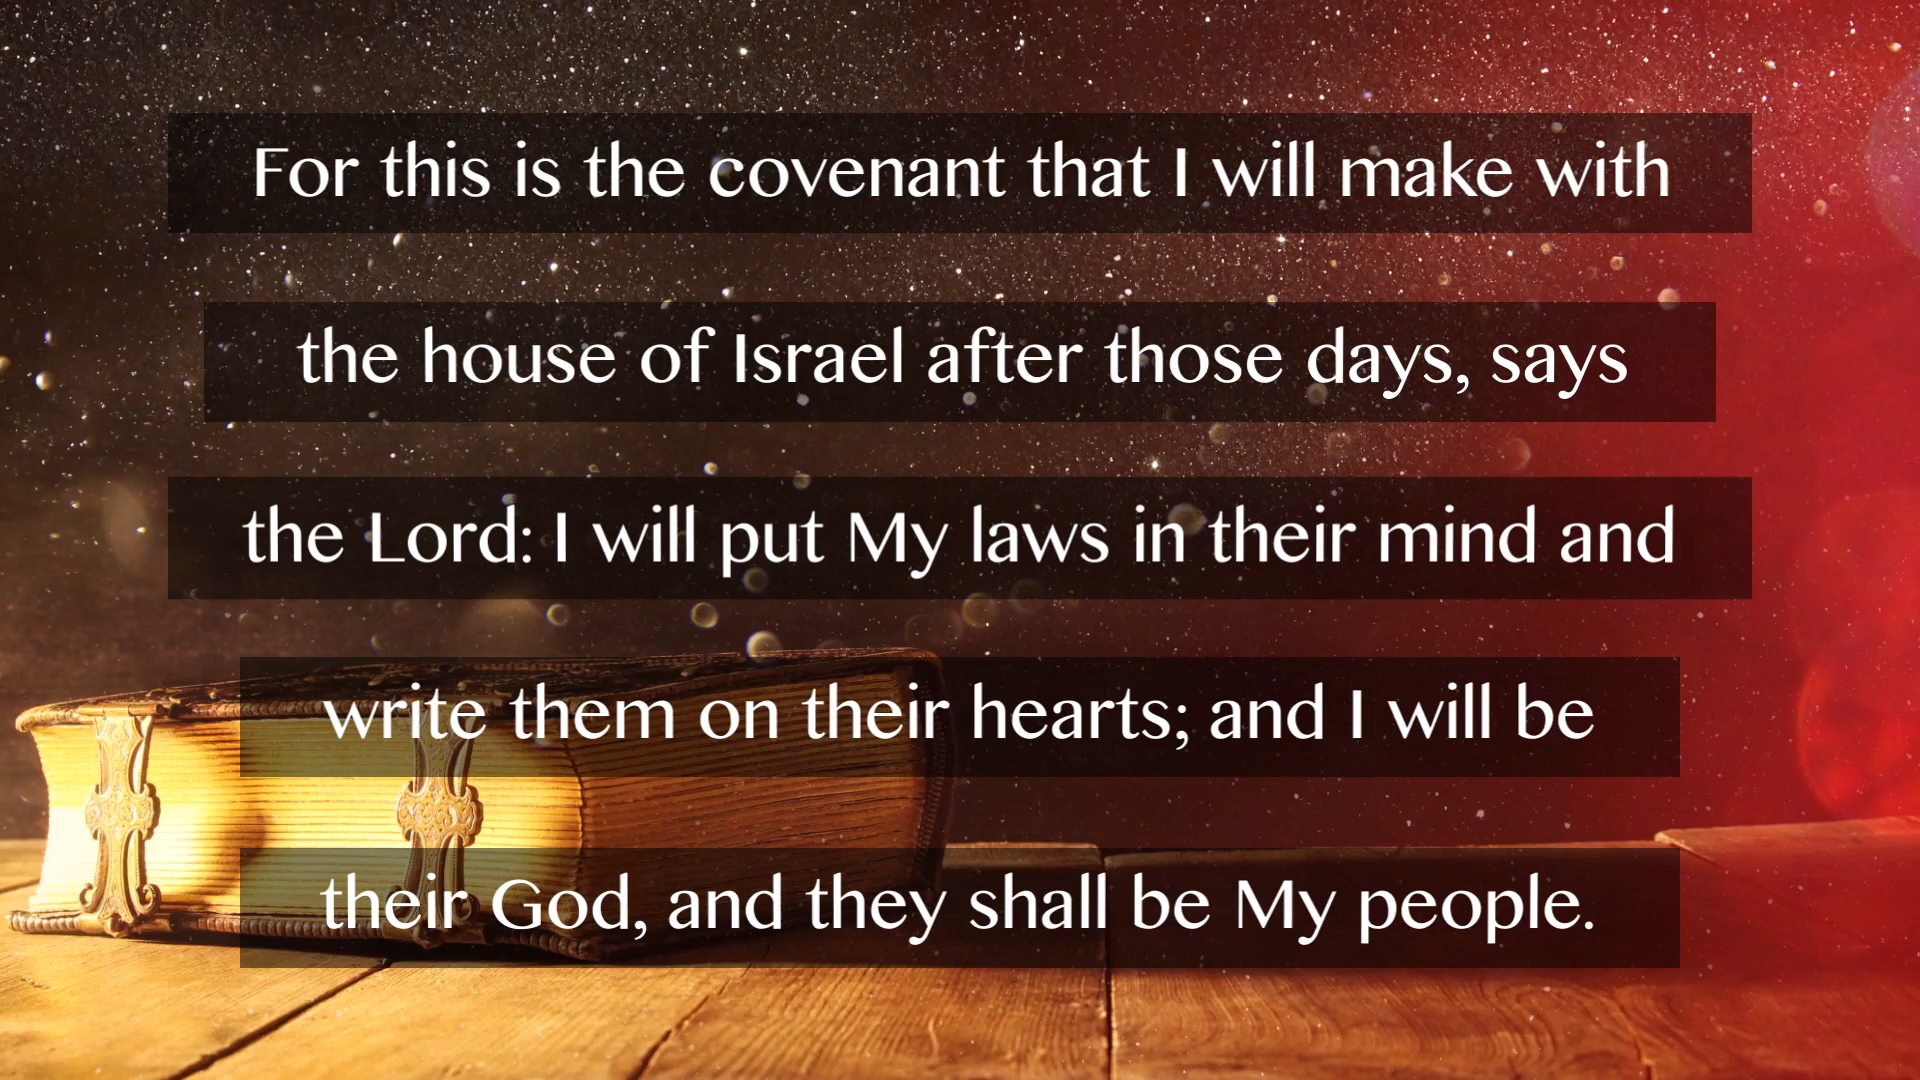 For this is the covenant that I will make with
the house of Israel after those days, says
the Lord: I will put My laws in their mind and
write them on their hearts; and I will be
their God, and they shall be My people.